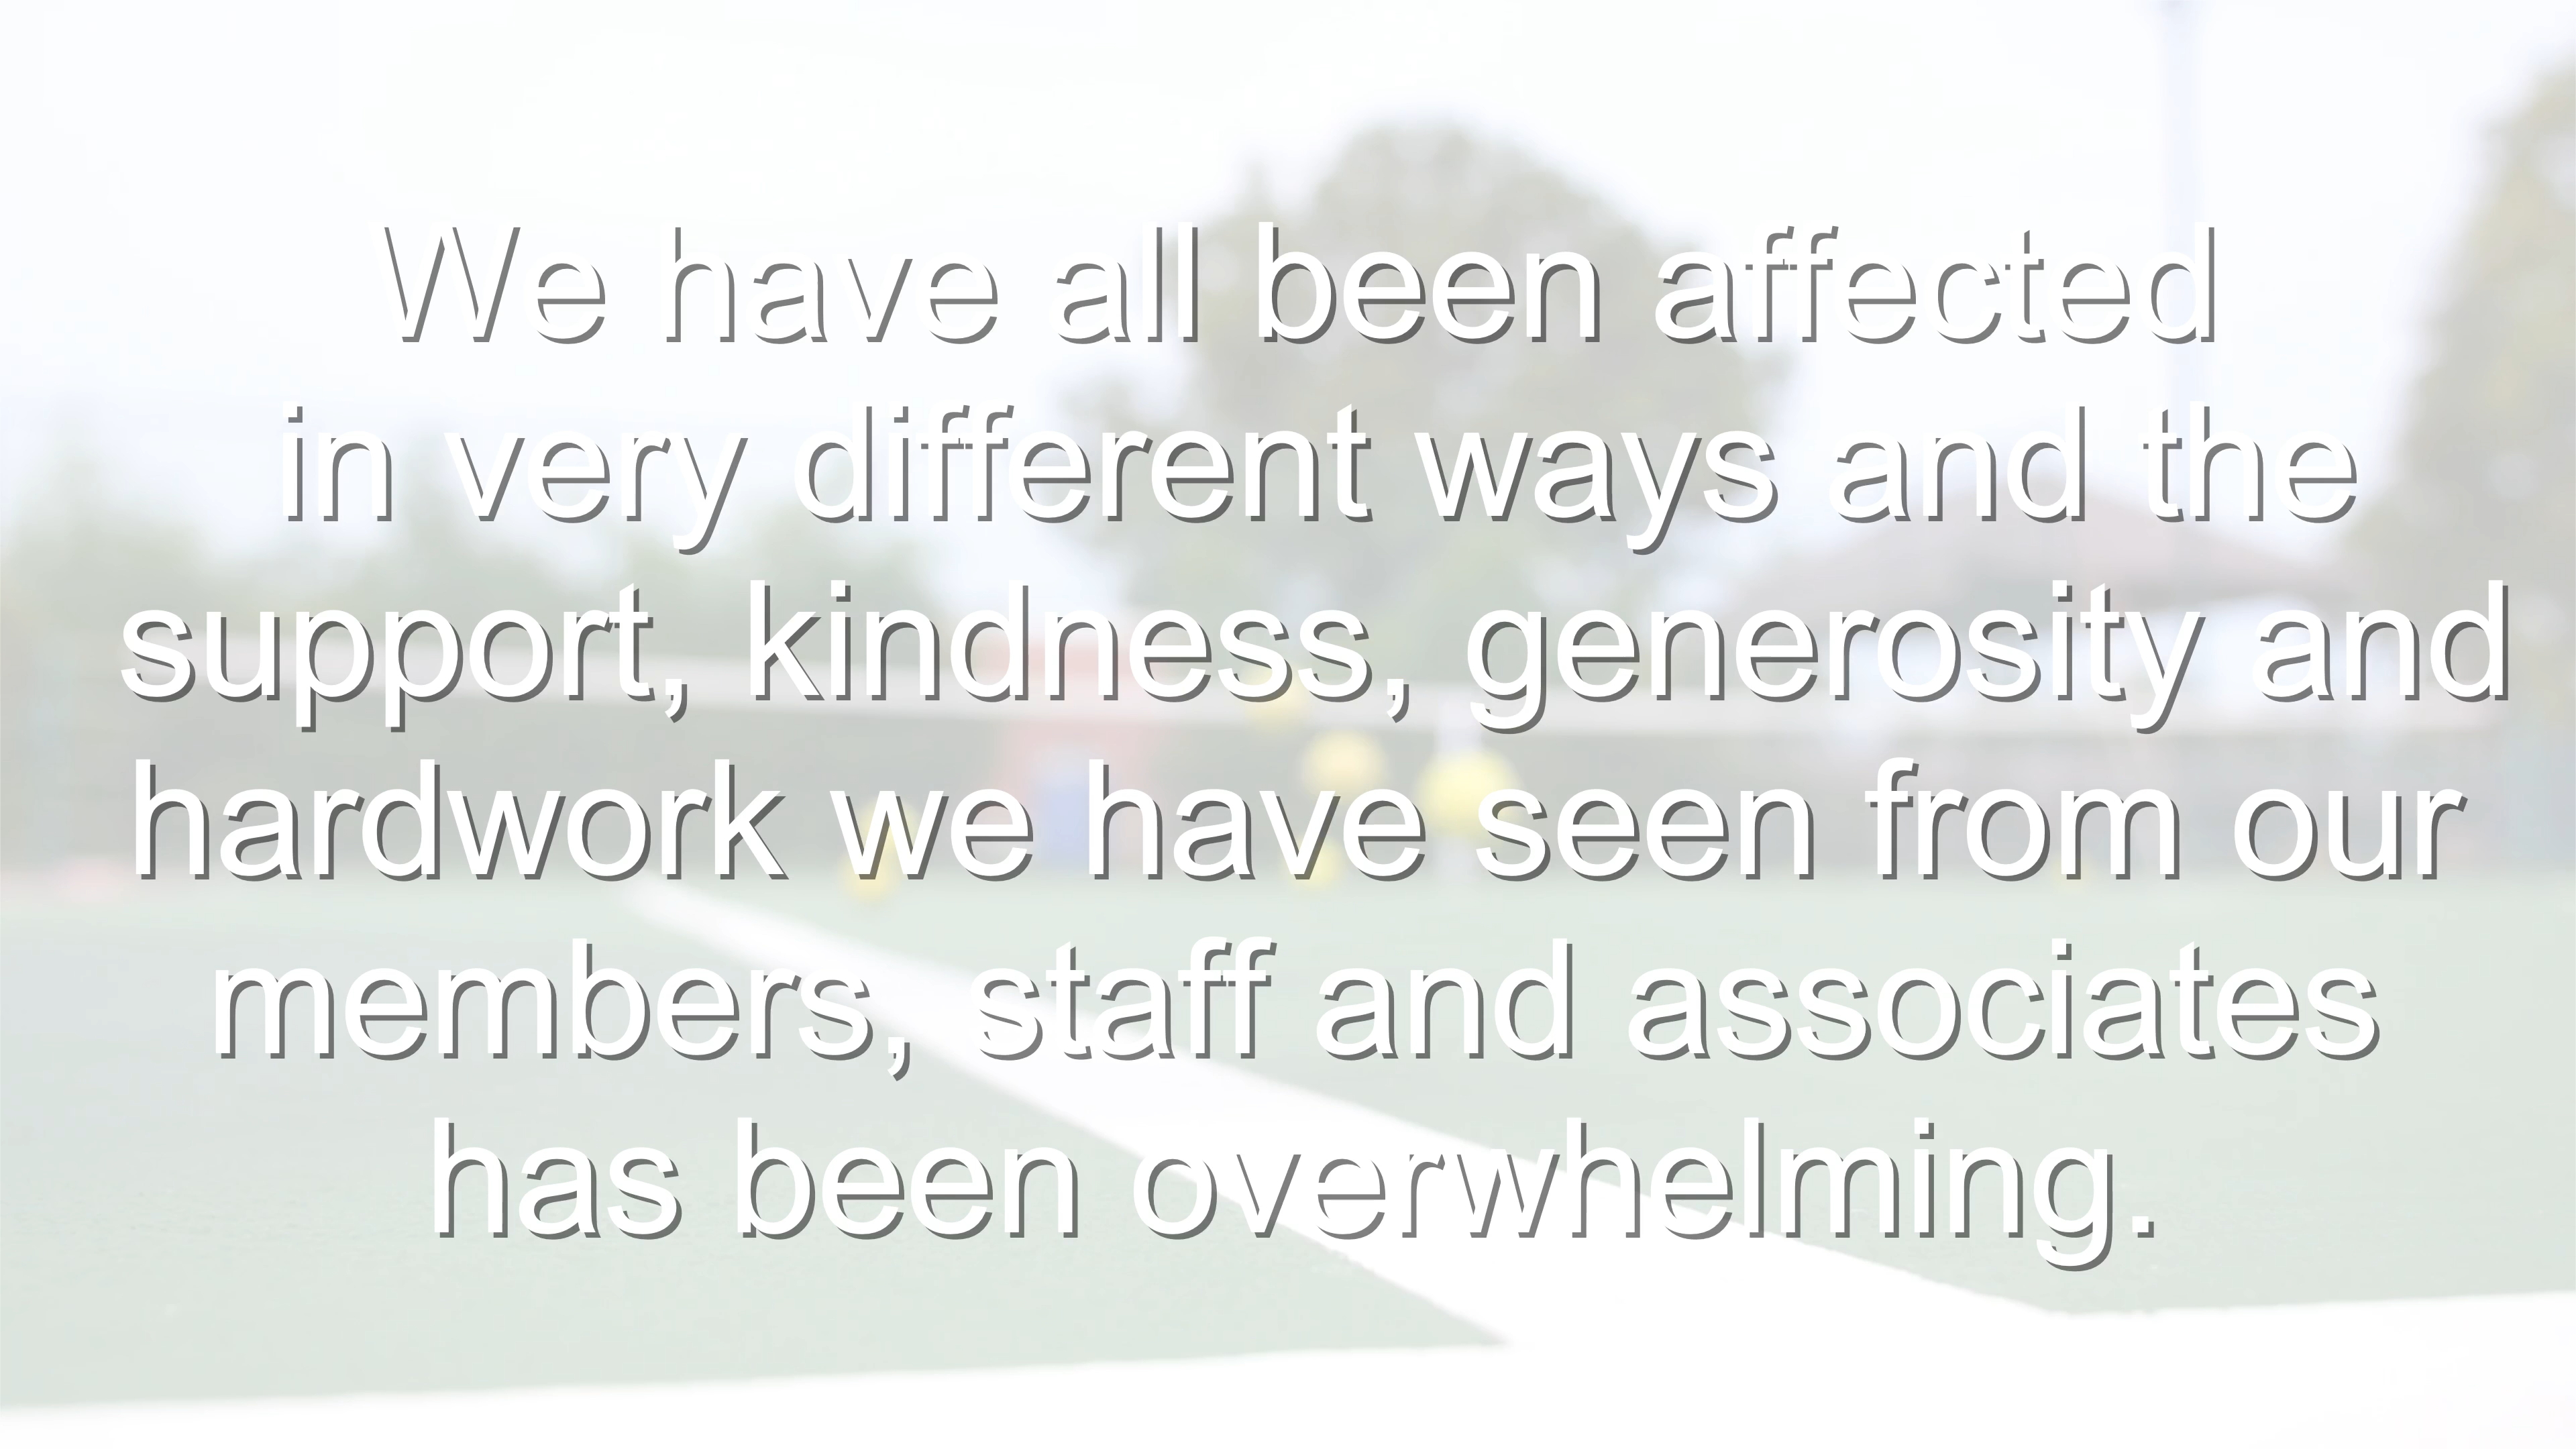 We have all been affected
in very different ways and the
support, kindness, generosity and
hardwork we have seen from our
members, staff and associates
has been overwhelming.